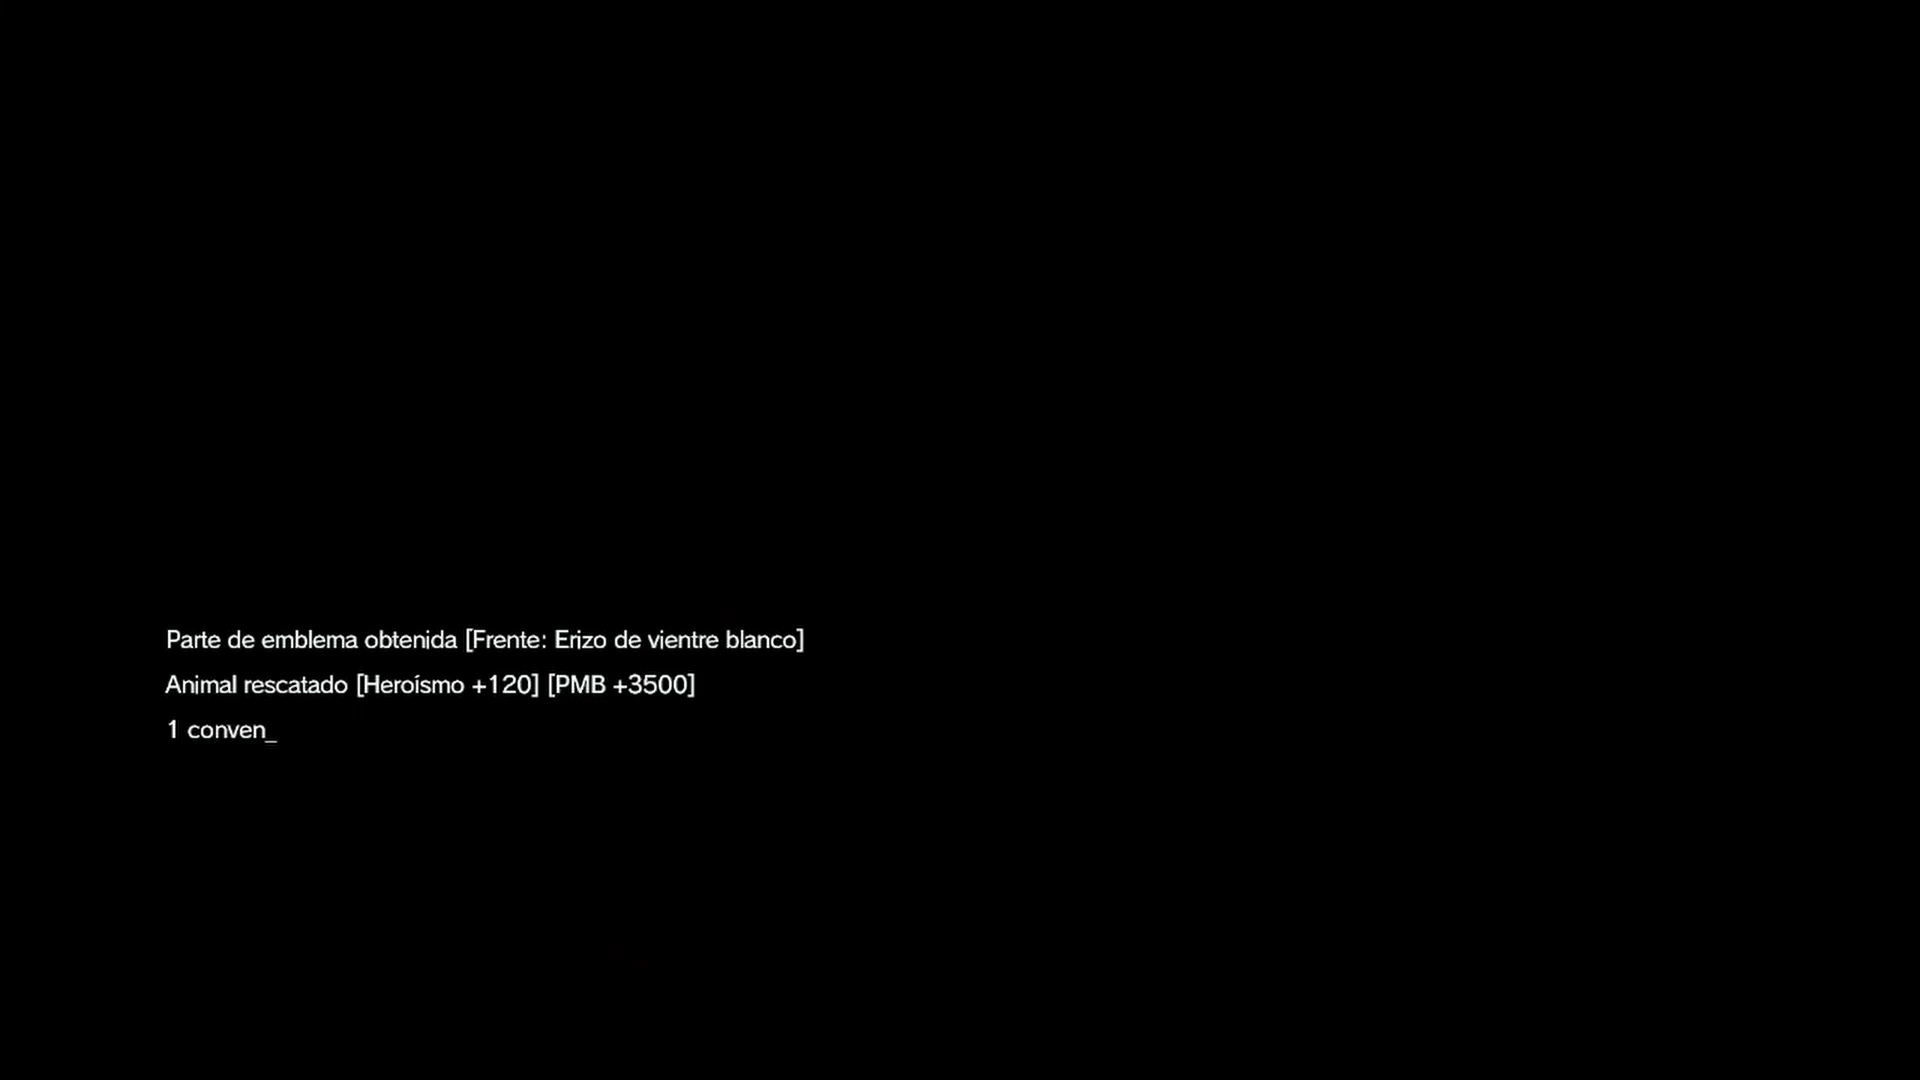 Parte de emblema obtenida [Frente: Erizo de vientre blanco]
Animal rescatado [Heroísmo +120] [PMB +3500]
1 conven_